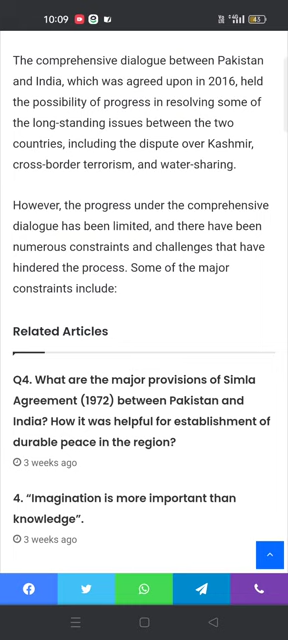 10:09
The comprehensive dialogue between Pakistan
and India, which was agreed upon in 2016, held
the possibility of progress in resolving some of
the long-standing issues between the two
countries, including the dispute over Kashmir,
cross-border terrorism, and water-sharing.
However, the progress under the comprehensive
dialogue has been limited, and there have been
numerous constraints and challenges that have
hindered the process. Some of the major
constraints include:
Related Articles
Q4. What are the major provisions of Simla
Agreement (1972) between Pakistan and
India? How it was helpful for establishment of
durable peace in the region?
3 weeks ago
4. “Imagination is more important than
knowledge”.
3 weeks ago